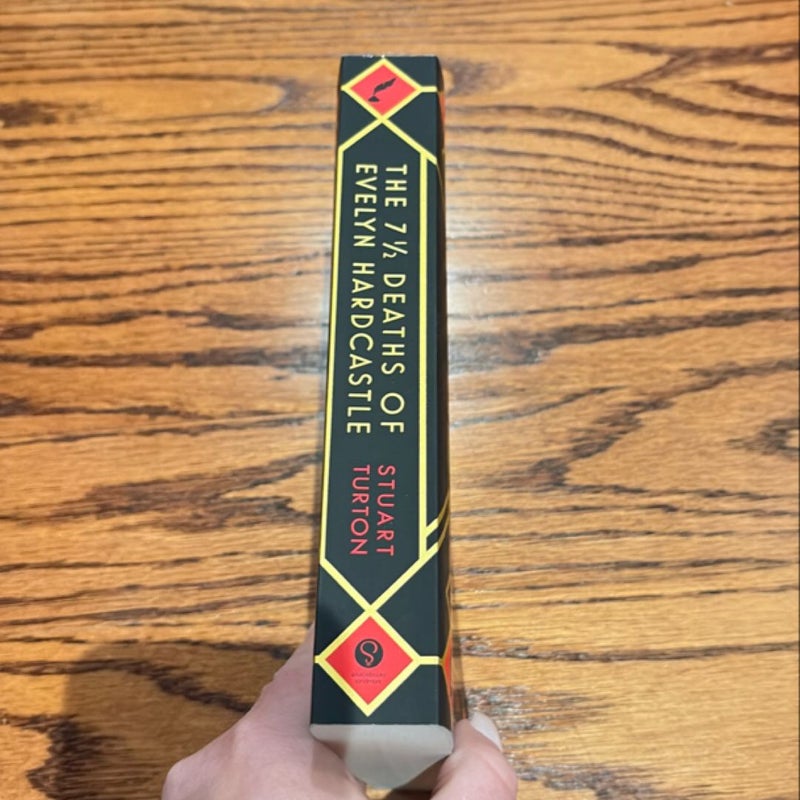 THE 7½ DEATHS OF
EVELYN HARDCASTLE
STUART
TURTON